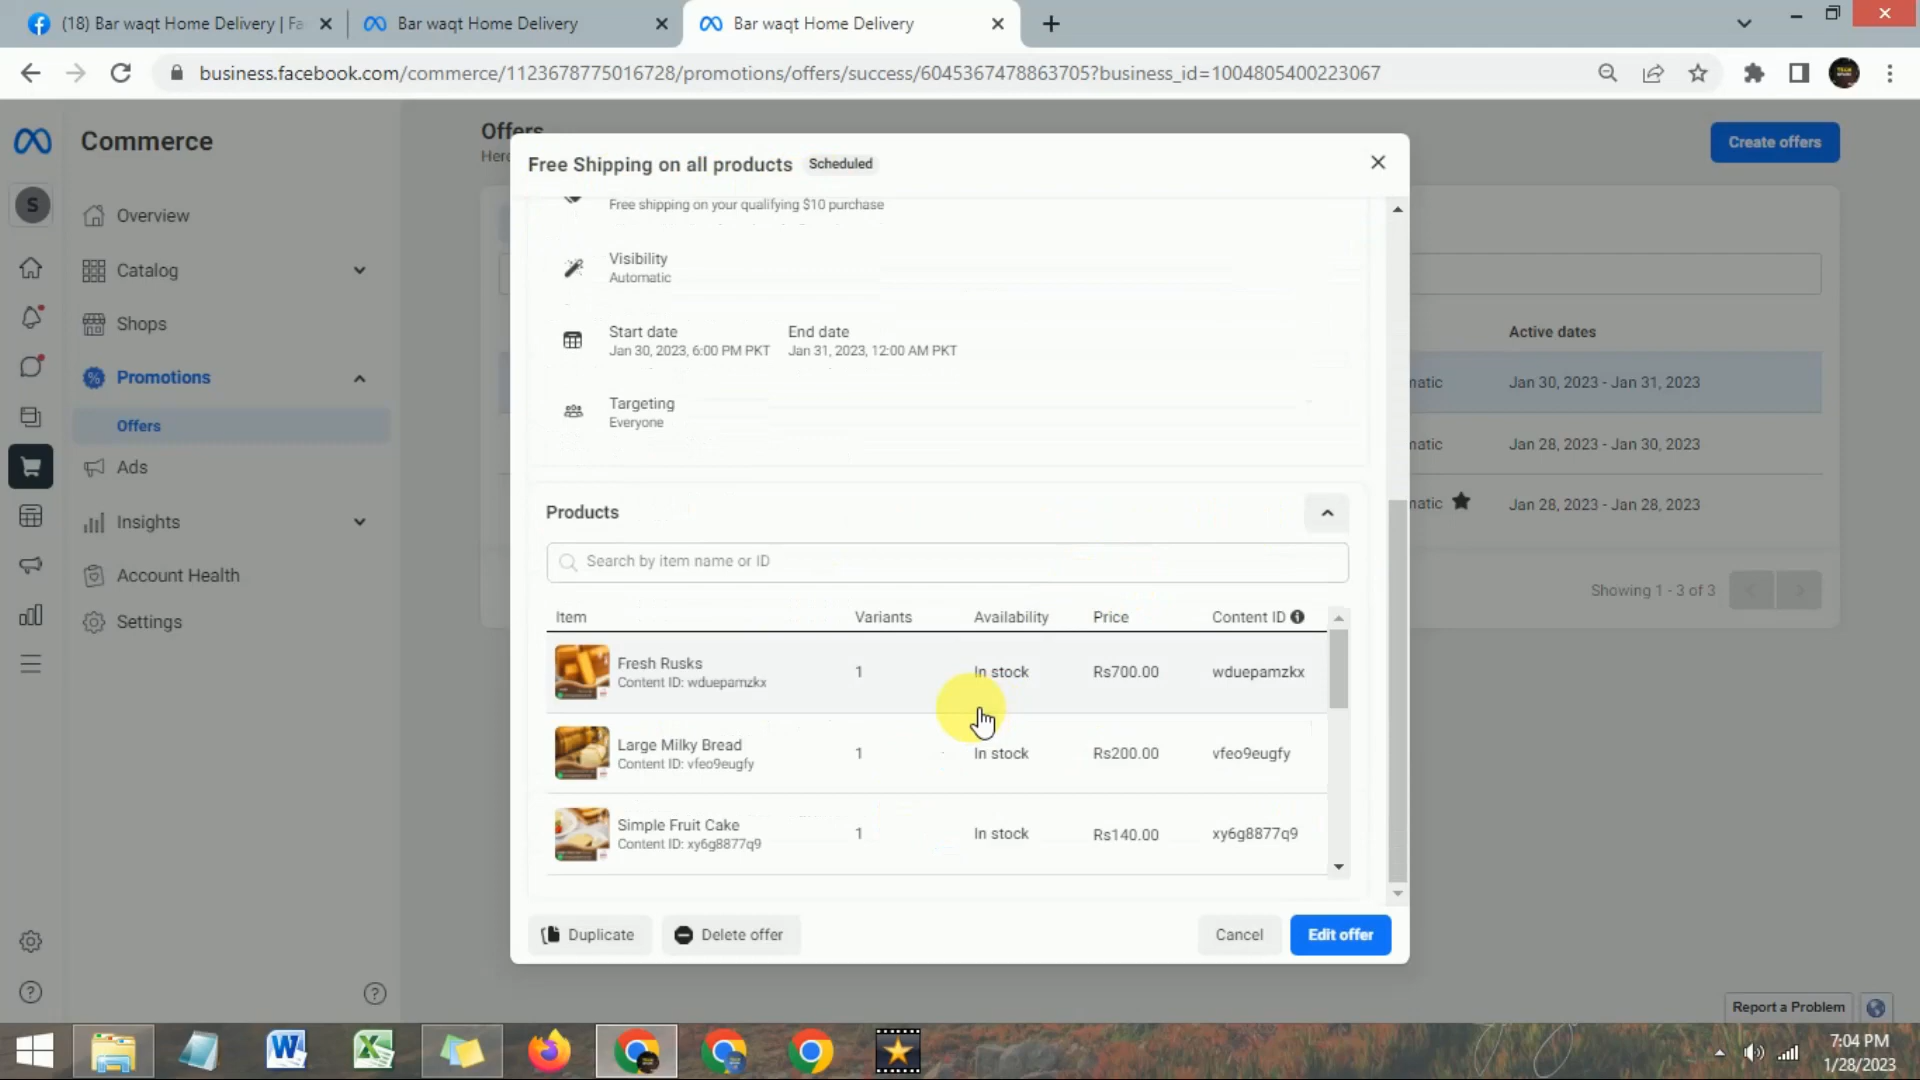 (18) Bar waqt Home Delivery | Fa
Bar waqt Home Delivery
Bar waqt Home Delivery
business.facebook.com/commerce/1123678775016728/promotions/offers/success/6045367478863705?business_id=1004805400223067
Commerce
S
Overview
Catalog
Shops
Promotions
Offers
Ads
Insights
Account Health
Settings
Offers
Here
Create offers
Active dates
matic
Jan 30, 2023 - Jan 31, 2023
matic
Jan 28, 2023 - Jan 30, 2023
matic
Jan 28, 2023 - Jan 28, 2023
Showing 1 - 3 of 3
Free Shipping on all products
Scheduled
Free shipping on your qualifying $10 purchase
Visibility
Automatic
Start date
Jan 30, 2023, 6:00 PM PKT
End date
Jan 31, 2023, 12:00 AM PKT
Targeting
Everyone
Products
Search by item name or ID
Item Variants Availability Price Content ID
Fresh Rusks
Content ID: wduepamzkx
1 In stock Rs700.00 wduepamzkx
Large Milky Bread
Content ID: vfeo9eugfy
1 In stock Rs200.00 vfeo9eugfy
Simple Fruit Cake
Content ID: xy6g8877q9
1 In stock Rs140.00 xy6g8877q9
Duplicate
Delete offer
Cancel
Edit offer
Report a Problem
7:04 PM
1/28/2023